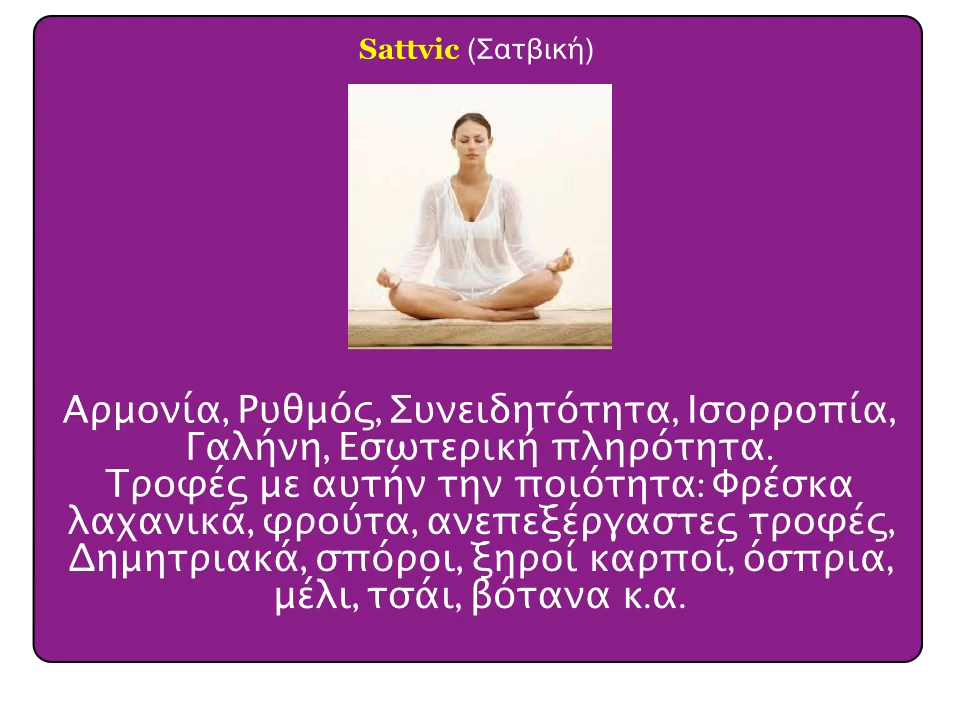 Sattvic (Σατβική)
Αρμονία, Ρυθμός, Συνειδητότητα, Ισορροπία,
Γαλήνη, Εσωτερική πληρότητα.
Τροφές με αυτήν την ποιότητα: Φρέσκα
λαχανικά, φρούτα, ανεπεξέργαστες τροφές,
Δημητριακά, σπόροι, ξηροί καρποί, όσπρια,
μέλι, τσάι, βότανα κ.α.